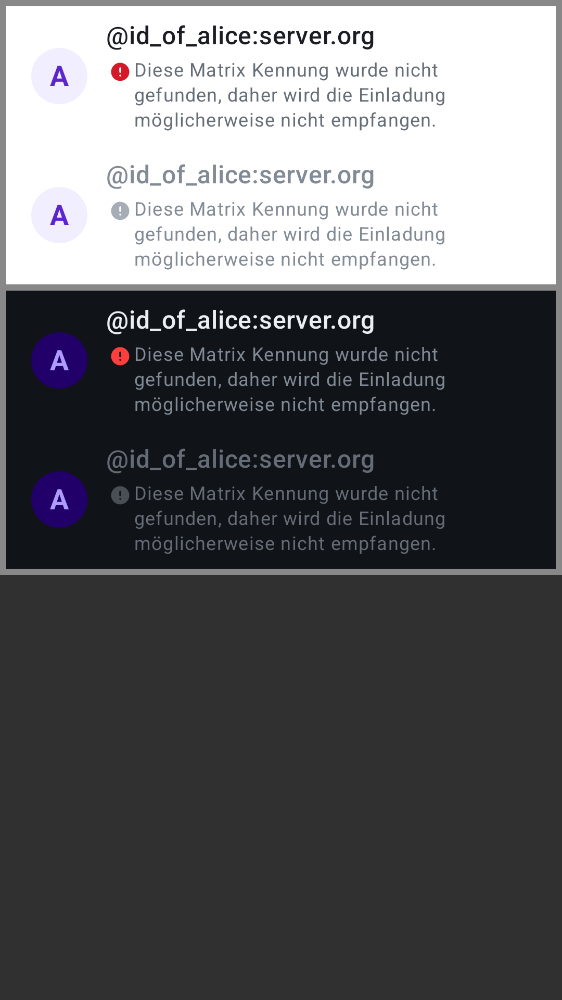 @id_of_alice:server.org
A
Diese Matrix Kennung wurde nicht
gefunden, daher wird die Einladung
möglicherweise nicht empfangen.
@id_of_alice:server.org
A
Diese Matrix Kennung wurde nicht
gefunden, daher wird die Einladung
möglicherweise nicht empfangen.
@id_of_alice:server.org
A
Diese Matrix Kennung wurde nicht
gefunden, daher wird die Einladung
möglicherweise nicht empfangen.
@id_of_alice:server.org
A
Diese Matrix Kennung wurde nicht
gefunden, daher wird die Einladung
möglicherweise nicht empfangen.